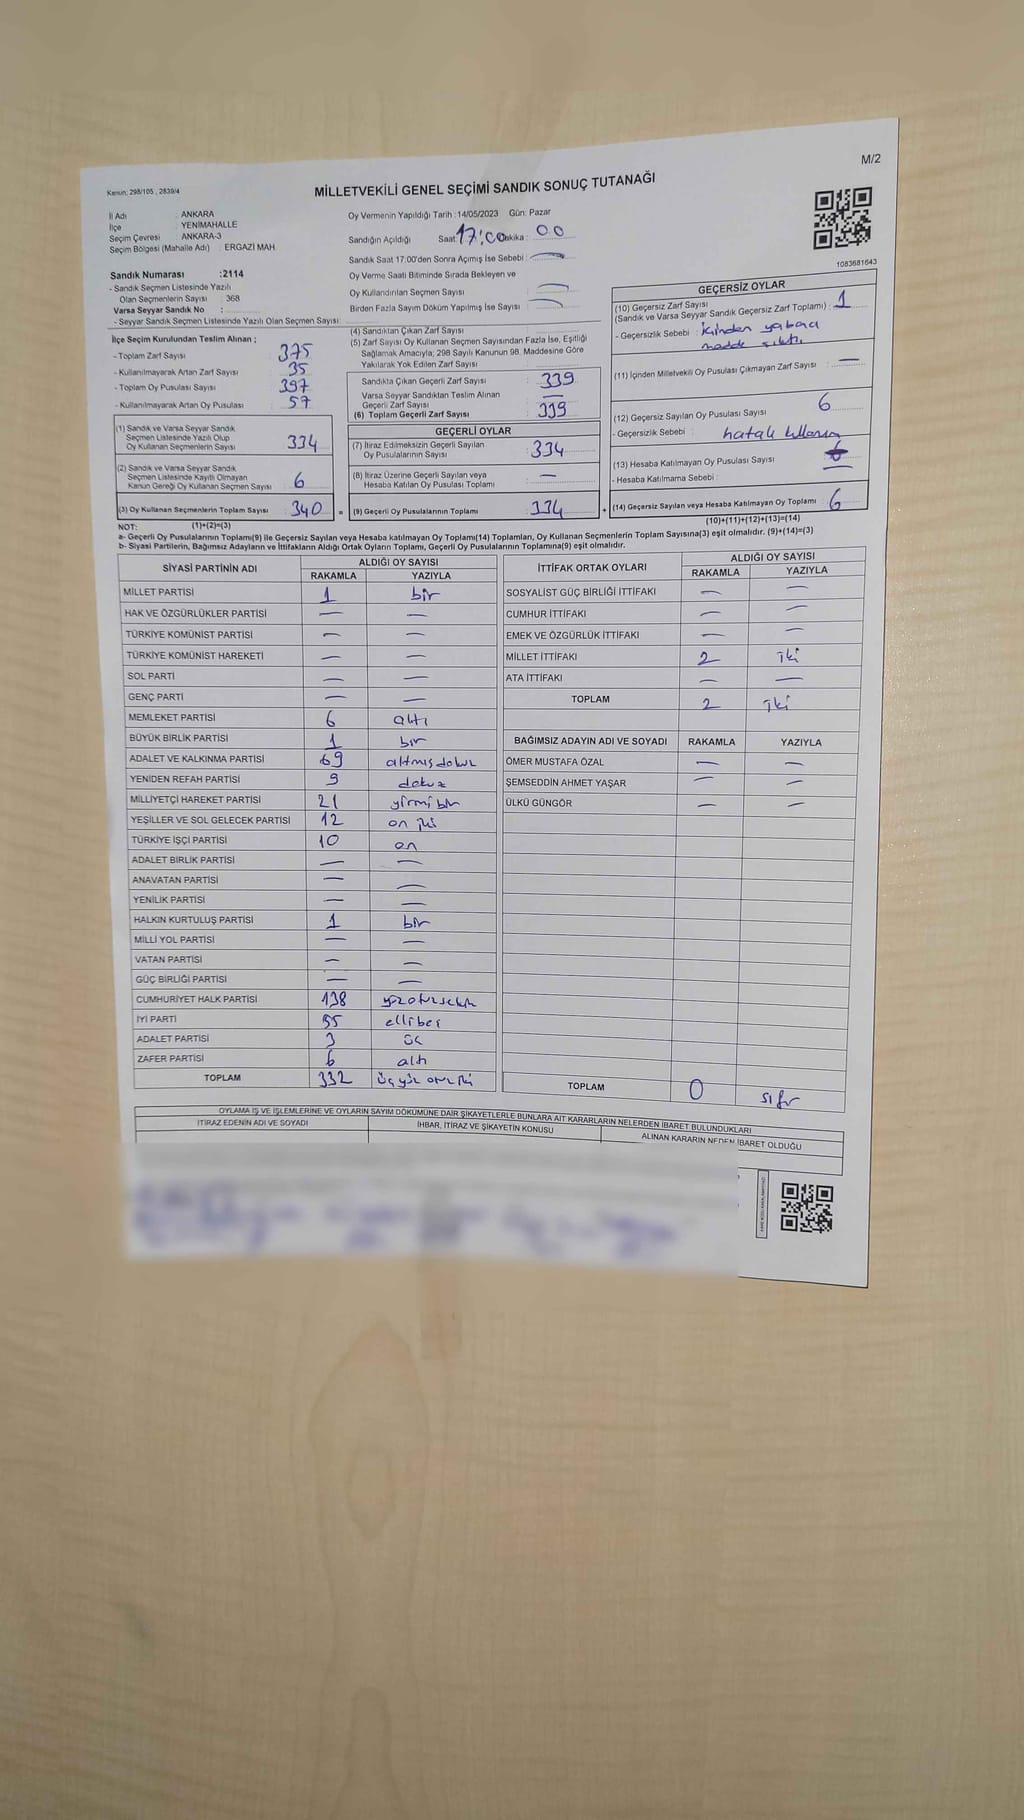 M/2
Kanun; 298/105 , 2839/4
MİLLETVEKİLİ GENEL SEÇİMİ SANDIK SONUÇ TUTANAĞI
İl Adı : ANKARA
İlçe : YENİMAHALLE
Seçim Çevresi : ANKARA-3
Seçim Bölgesi (Mahalle Adı) : ERGAZİ MAH.
Sandık Numarası :2114
- Sandık Seçmen Listesinde Yazılı
Olan Seçmenlerin Sayısı : 368
Varsa Seyyar Sandık No :
- Seyyar Sandık Seçmen Listesinde Yazılı Olan Seçmen Sayısı:
Oy Vermenin Yapıldığı Tarih :14/05/2023 Gün: Pazar
Sandığın Açıldığı Saat: 17:00 Dakika : 00
Sandık Saat 17:00'den Sonra Açımış İse Sebebi : —
Oy Verme Saati Bitiminde Sırada Bekleyen ve
Oy Kullandırılan Seçmen Sayısı : —
Birden Fazla Sayım Döküm Yapılmış İse Sayısı : —
1083681643
İlçe Seçim Kurulundan Teslim Alınan ;
- Toplam Zarf Sayısı : 375
- Kullanılmayarak Artan Zarf Sayısı : 35
- Toplam Oy Pusulası Sayısı : 397
- Kullanılmayarak Artan Oy Pusulası : 57
(1) Sandık ve Varsa Seyyar Sandık
Seçmen Listesinde Yazılı Olup
Oy Kullanan Seçmenlerin Sayısı : 334
(2) Sandık ve Varsa Seyyar Sandık
Seçmen Listesinde Kayıtlı Olmayan
Kanun Gereği Oy Kullanan Seçmen Sayısı : 6
(3) Oy Kullanan Seçmenlerin Toplam Sayısı : 340 =
(4) Sandıktan Çıkan Zarf Sayısı :
(5) Zarf Sayısı Oy Kullanan Seçmen Sayısından Fazla İse, Eşitliği
Sağlamak Amacıyla; 298 Sayılı Kanunun 98. Maddesine Göre
Yakılarak Yok Edilen Zarf Sayısı :
Sandıkta Çıkan Geçerli Zarf Sayısı : 339
Varsa Seyyar Sandıktan Teslim Alınan
Geçerli Zarf Sayısı : —
(6) Toplam Geçerli Zarf Sayısı : 339
GEÇERLİ OYLAR
(7) İtiraz Edilmeksizin Geçerli Sayılan
Oy Pusulalarının Sayısı : 334
(8) İtiraz Üzerine Geçerli Sayılan veya
Hesaba Katılan Oy Pusulası Toplamı : —
(9) Geçerli Oy Pusulalarının Toplamı : 334 +
GEÇERSİZ OYLAR
(10) Geçersiz Zarf Sayısı
(Sandık ve Varsa Seyyar Sandık Geçersiz Zarf Toplamı) : 1
- Geçersizlik Sebebi : içinden yabacı
madde çıktı
(11) İçinden Milletvekili Oy Pusulası Çıkmayan Zarf Sayısı : —
(12) Geçersiz Sayılan Oy Pusulası Sayısı : 6
- Geçersizlik Sebebi : hatalı kullanım
(13) Hesaba Katılmayan Oy Pusulası Sayısı : —
- Hesaba Katılmama Sebebi :
(14) Geçersiz Sayılan veya Hesaba Katılmayan Oy Toplamı : 6
NOT: (1)+(2)=(3)
(10)+(11)+(12)+(13)=(14)
a- Geçerli Oy Pusulalarının Toplamı(9) ile Geçersiz Sayılan veya Hesaba katılmayan Oy Toplamı(14) Toplamları, Oy Kullanan Seçmenlerin Toplam Sayısına(3) eşit olmalıdır. (9)+(14)=(3)
b- Siyasi Partilerin, Bağımsız Adayların ve İttifakların Aldığı Ortak Oyların Toplamı, Geçerli Oy Pusulalarının Toplamına(9) eşit olmalıdır.
SİYASİ PARTİNİN ADI ALDIĞI OY SAYISI
RAKAMLA YAZIYLA
MİLLET PARTİSİ 1 bir
HAK VE ÖZGÜRLÜKLER PARTİSİ — —
TÜRKİYE KOMÜNİST PARTİSİ — —
TÜRKİYE KOMÜNİST HAREKETİ — —
SOL PARTİ — —
GENÇ PARTİ — —
MEMLEKET PARTİSİ 6 altı
BÜYÜK BİRLİK PARTİSİ 1 bir
ADALET VE KALKINMA PARTİSİ 69 altmışdokuz
YENİDEN REFAH PARTİSİ 9 dokuz
MİLLİYETÇİ HAREKET PARTİSİ 21 yirmi bir
YEŞİLLER VE SOL GELECEK PARTİSİ 12 on iki
TÜRKİYE İŞÇİ PARTİSİ 10 on
ADALET BİRLİK PARTİSİ — —
ANAVATAN PARTİSİ — —
YENİLİK PARTİSİ — —
HALKIN KURTULUŞ PARTİSİ 1 bir
MİLLİ YOL PARTİSİ — —
VATAN PARTİSİ — —
GÜÇ BİRLİĞİ PARTİSİ — —
CUMHURİYET HALK PARTİSİ 138 yüzotuzsekiz
İYİ PARTİ 55 ellibeş
ADALET PARTİSİ 3 üç
ZAFER PARTİSİ 6 altı
TOPLAM 332 üçyüz otuz iki
İTTİFAK ORTAK OYLARI ALDIĞI OY SAYISI
RAKAMLA YAZIYLA
SOSYALİST GÜÇ BİRLİĞİ İTTİFAKI — —
CUMHUR İTTİFAKI — —
EMEK VE ÖZGÜRLÜK İTTİFAKI — —
MİLLET İTTİFAKI 2 iki
ATA İTTİFAKI — —
TOPLAM 2 iki
BAĞIMSIZ ADAYIN ADI VE SOYADI RAKAMLA YAZIYLA
ÖMER MUSTAFA ÖZAL — —
ŞEMSEDDİN AHMET YAŞAR — —
ÜLKÜ GÜNGÖR — —
TOPLAM 0 sıfır
OYLAMA İŞ VE İŞLEMLERİNE VE OYLARIN SAYIM DÖKÜMÜNE DAİR ŞİKAYETLERLE BUNLARA AİT KARARLARIN NELERDEN İBARET BULUNDUKLARI
İTİRAZ EDENİN ADI VE SOYADI İHBAR, İTİRAZ VE ŞİKAYETİN KONUSU ALINAN KARARIN NEDEN İBARET OLDUĞU